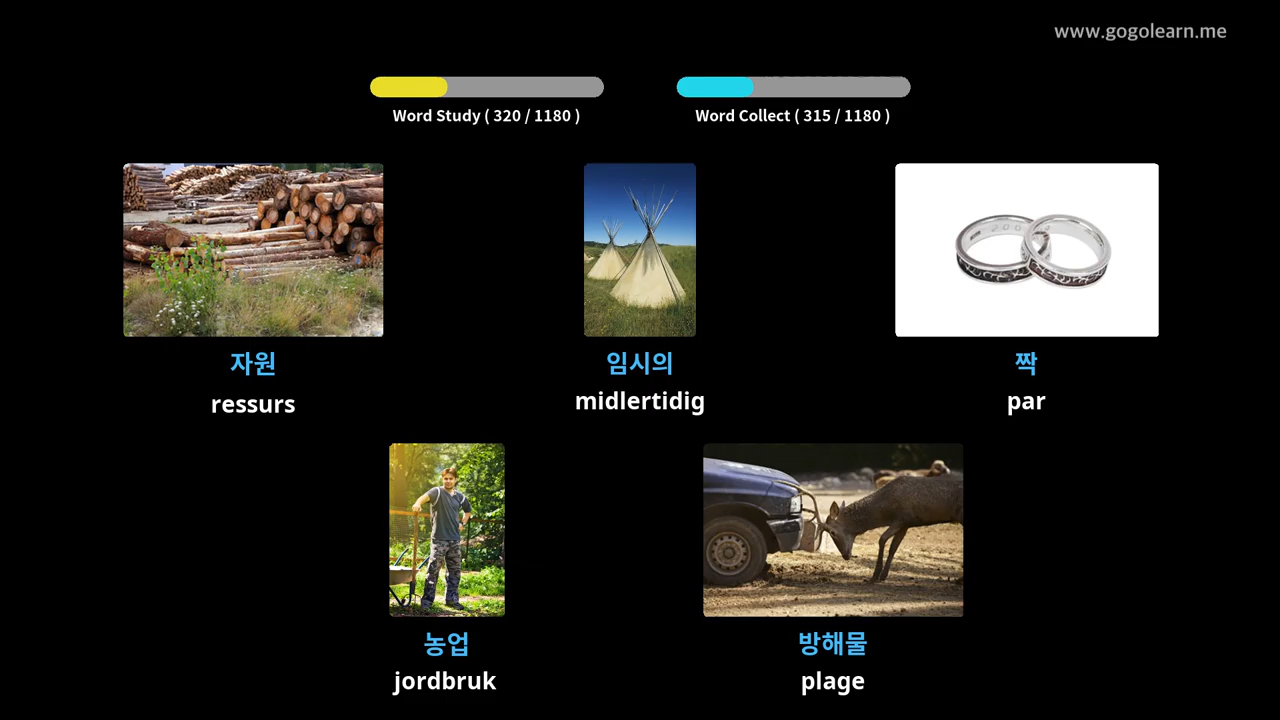 www.gogolearn.me
Word Study ( 320 / 1180 )
Word Collect ( 315 / 1180 )
자원
임시의
짝
ressurs
midlertidig
par
농업
방해물
jordbruk
plage